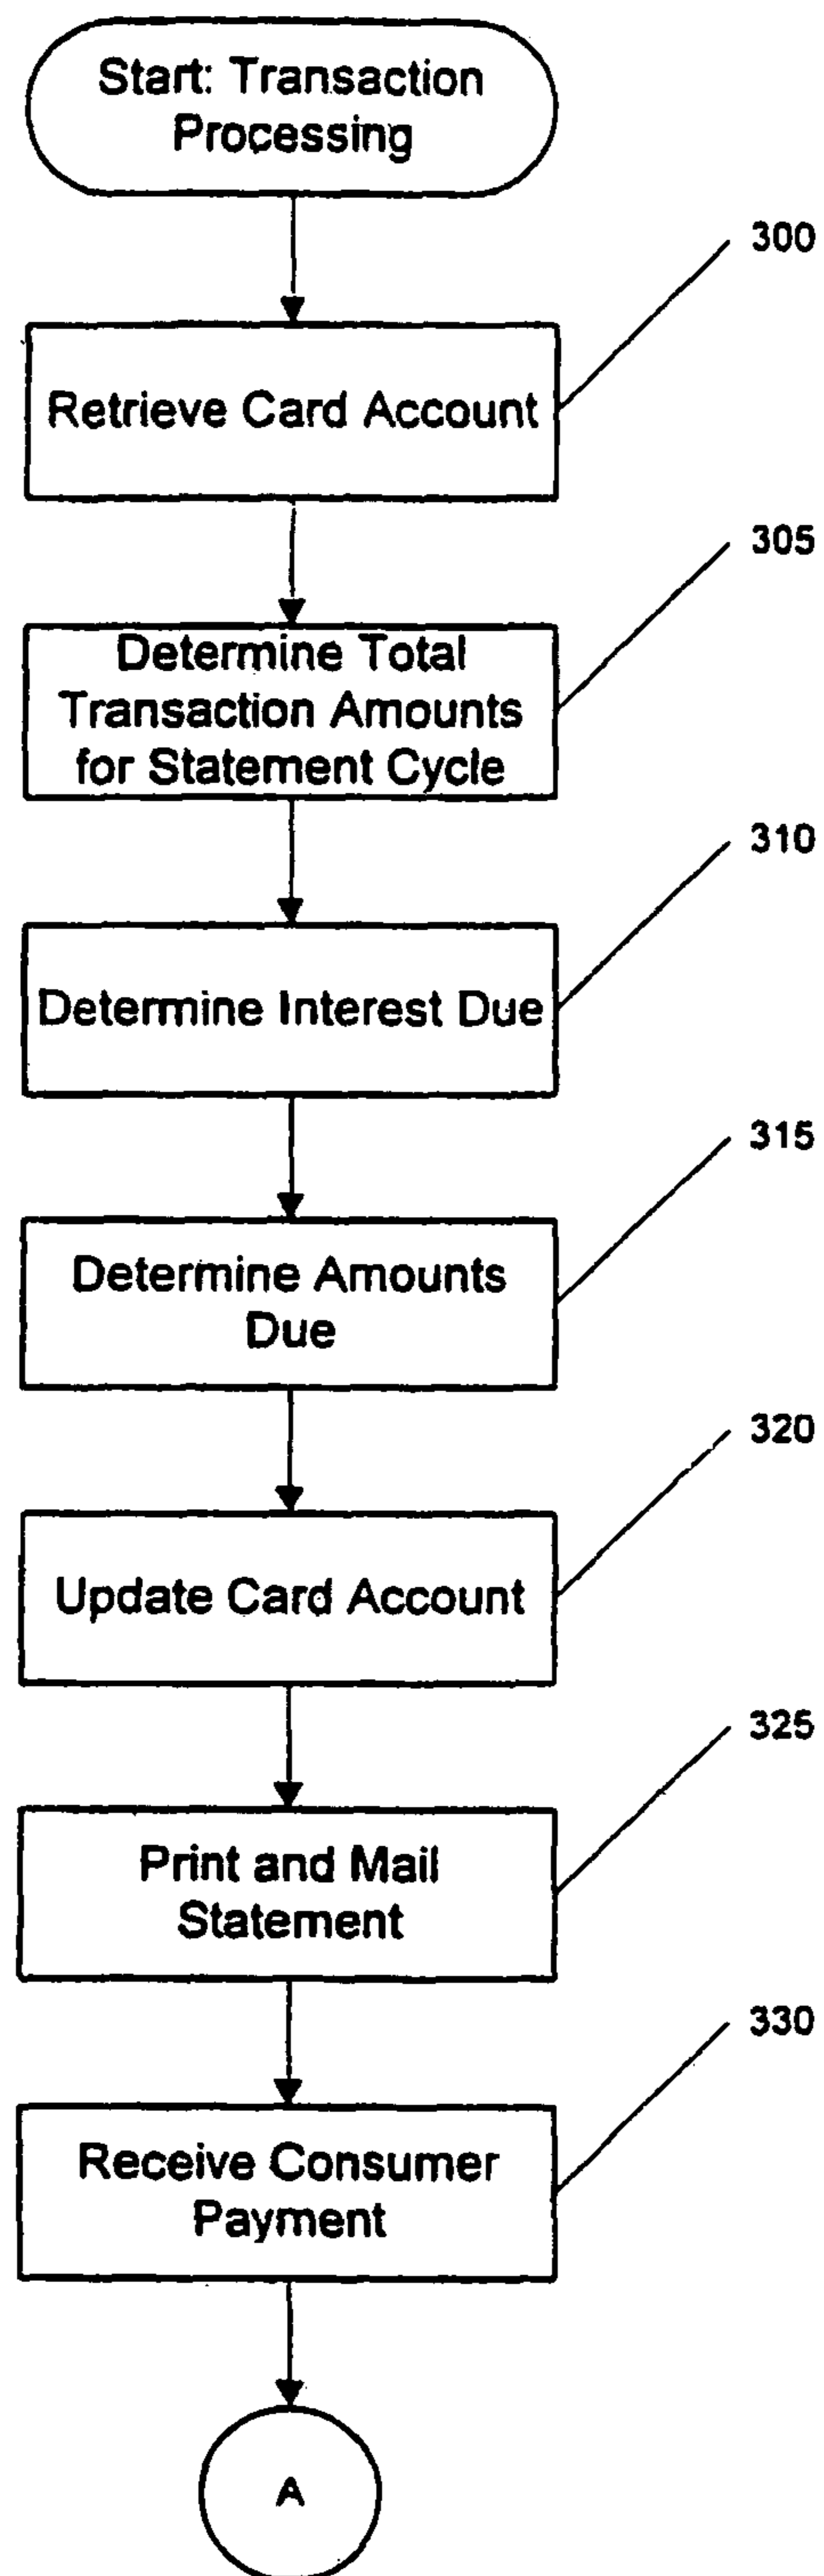 Start: Transaction
Processing
300
Retrieve Card Account
305
Determine Total
Transaction Amounts
for Statement Cycle
310
Determine Interest Due
315
Determine Amounts
Due
320
Update Card Account
325
Print and Mail
Statement
330
Receive Consumer
Payment
A